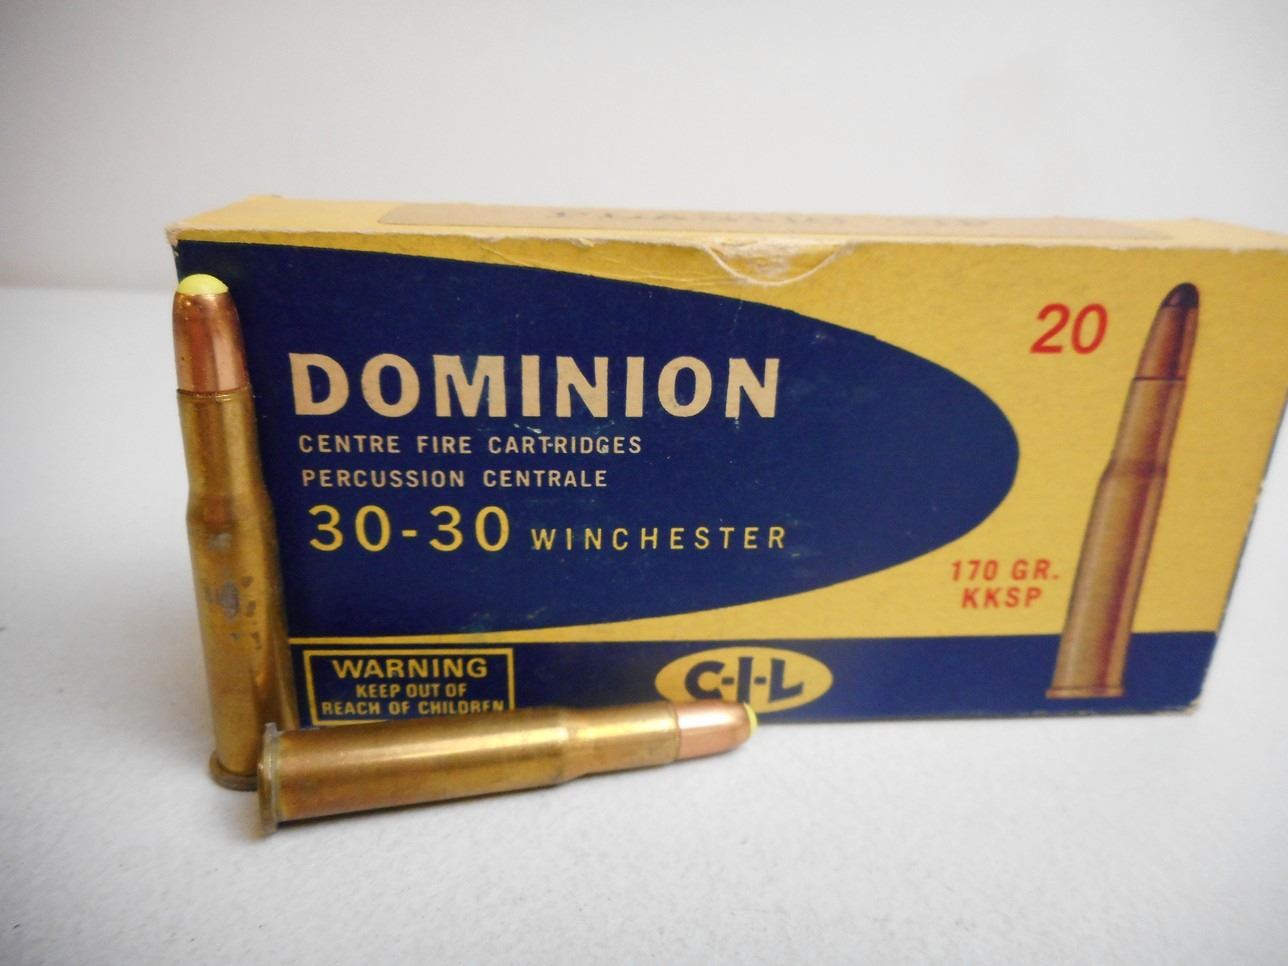 DOMINION
CENTRE FIRE CARTRIDGES
PERCUSSION CENTRALE
30-30 WINCHESTER
20
170 GR.
KKSP
WARNING
KEEP OUT OF
REACH OF CHILDREN
C-I-L